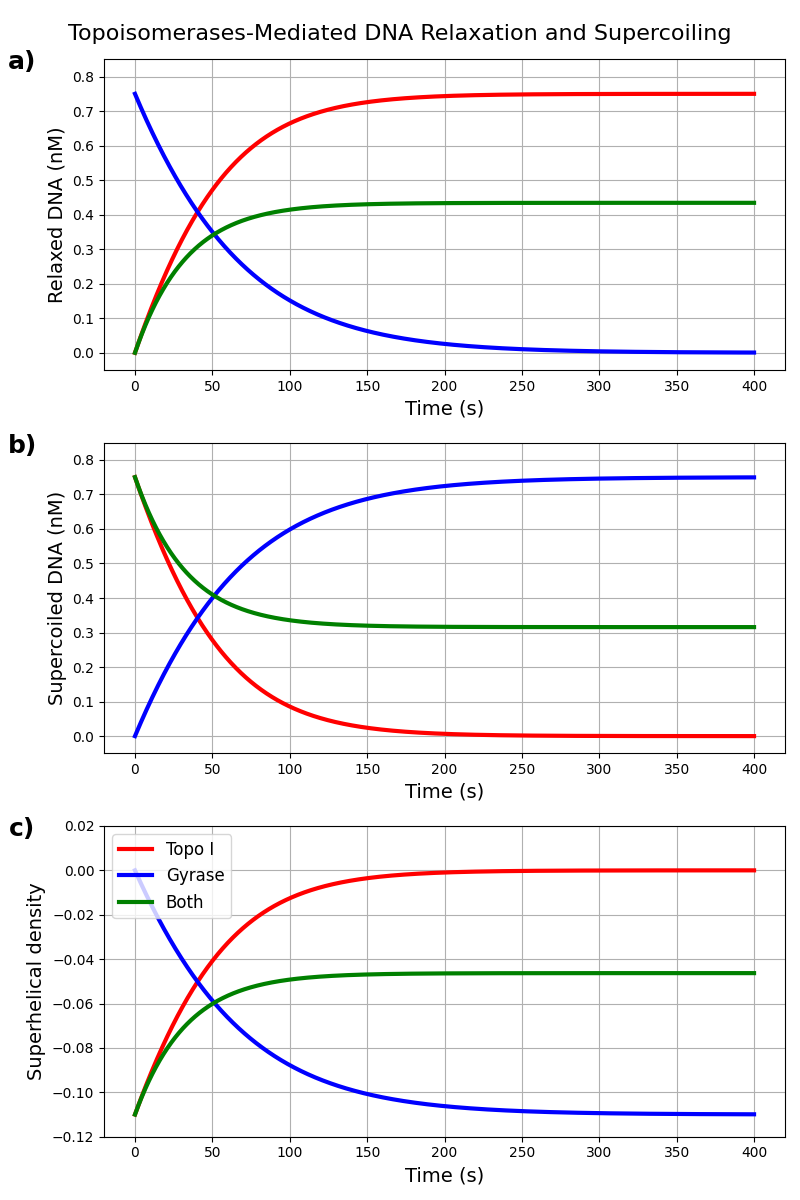 Topoisomerases-Mediated DNA Relaxation and Supercoiling
a)
Relaxed DNA (nM)
0.8
0.7
0.6
0.5
0.4
0.3
0.2
0.1
0.0
0 50 100 150 200 250 300 350 400
Time (s)
b)
Supercoiled DNA (nM)
0.8
0.7
0.6
0.5
0.4
0.3
0.2
0.1
0.0
0 50 100 150 200 250 300 350 400
Time (s)
c)
Superhelical density
0.02
0.00
−0.02
−0.04
−0.06
−0.08
−0.10
−0.12
Topo I
Gyrase
Both
0 50 100 150 200 250 300 350 400
Time (s)